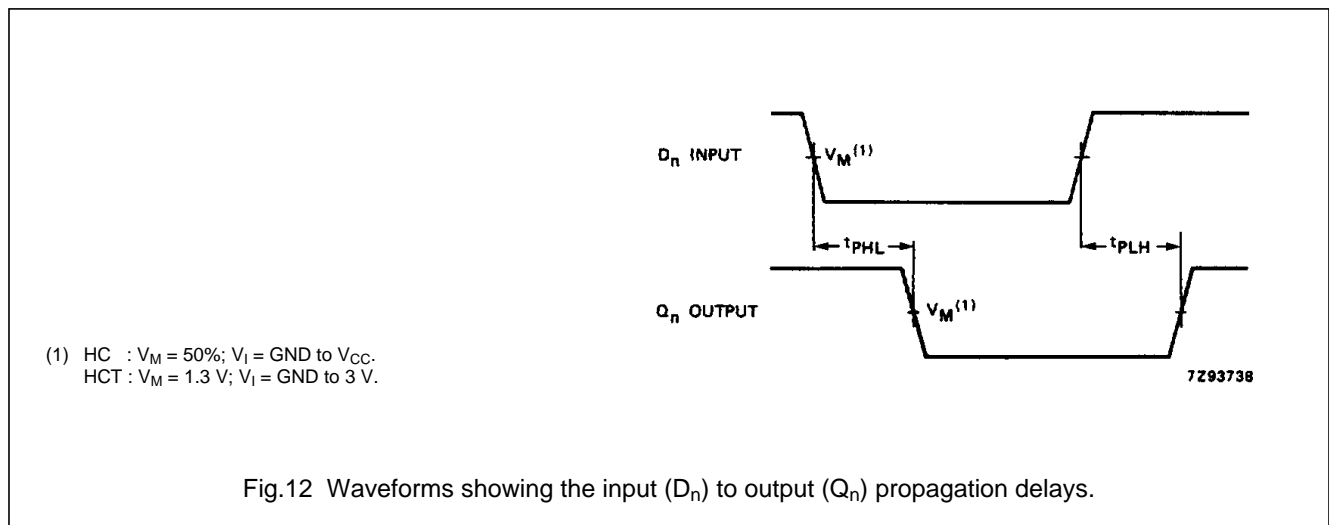 Dn INPUT
VM(1)
tPHL
tPLH
Qn OUTPUT
VM(1)
(1) HC : VM = 50%; VI = GND to VCC.
HCT : VM = 1.3 V; VI = GND to 3 V.
7Z93738
Fig.12 Waveforms showing the input (Dn) to output (Qn) propagation delays.